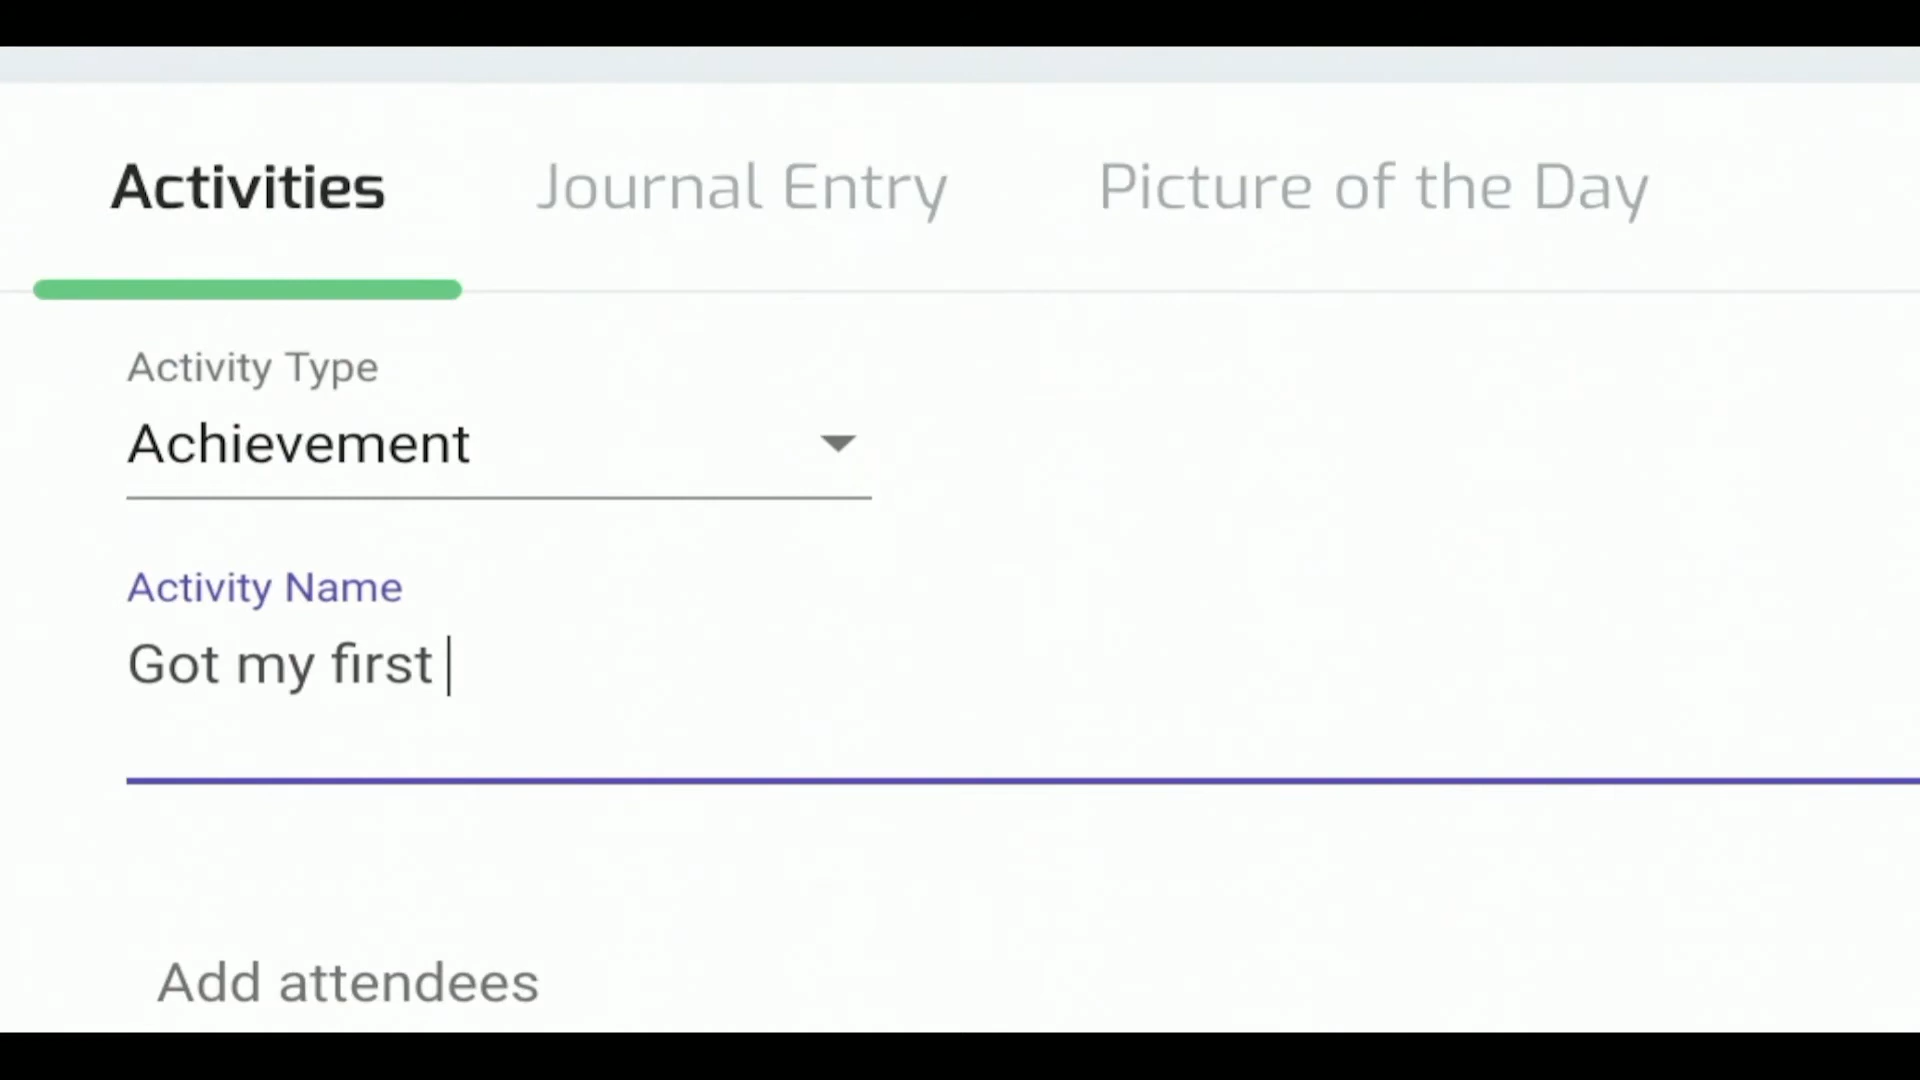 Activities Journal Entry Picture of the Day
Activity Type
Achievement
Activity Name
Got my first
Add attendees